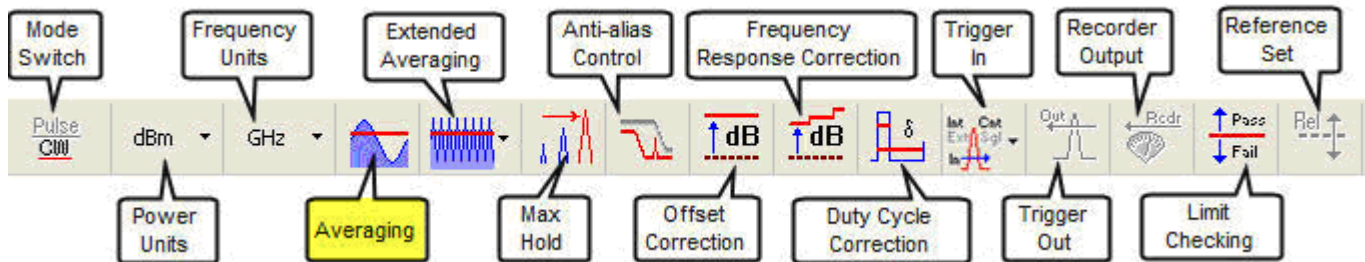 Mode
Switch
Frequency
Units
Extended
Averaging
Anti-alias
Control
Frequency
Response Correction
Trigger
In
Recorder
Output
Reference
Set
Pulse
CW
dBm
GHz
dB
dB
δ
Int Cnt
Ext Sgl
In
Out
Rcdr
Pass
Fail
Rel
Power
Units
Averaging
Max
Hold
Offset
Correction
Duty Cycle
Correction
Trigger
Out
Limit
Checking